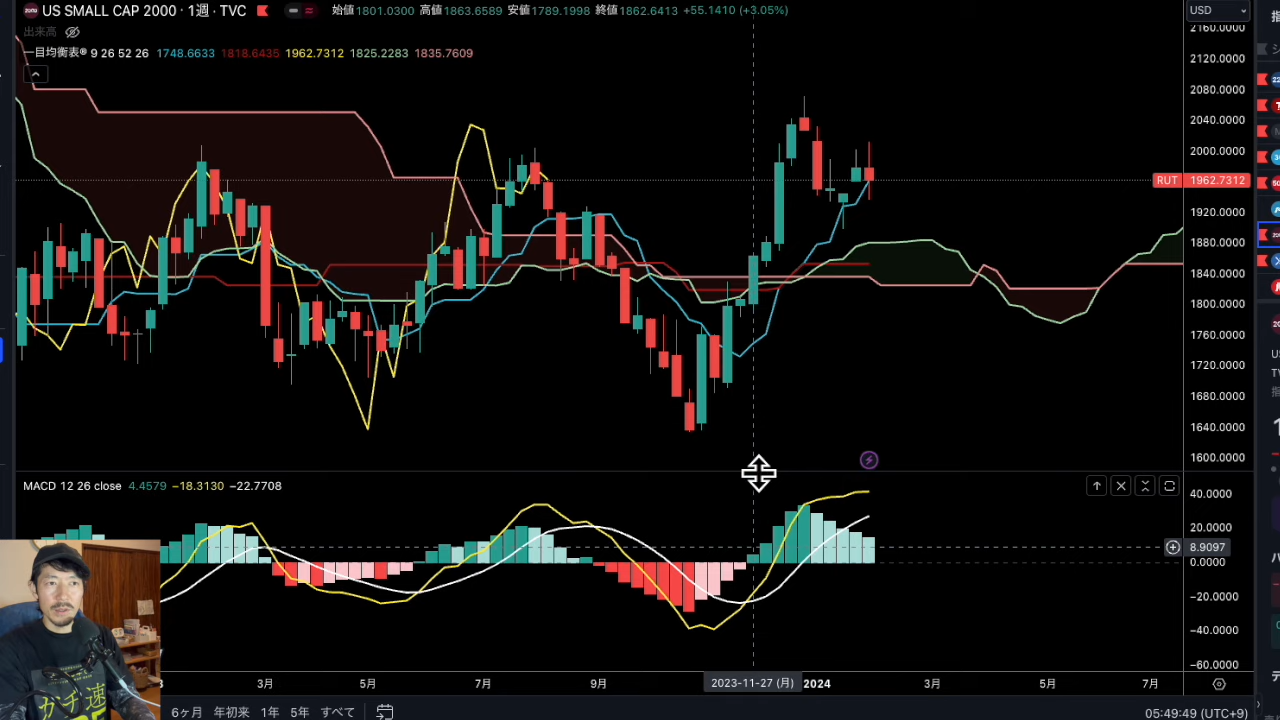 US SMALL CAP 2000 · 1週 · TVC 始値1801.0300 高値1863.6589 安値1789.1998 終値1862.6413 +55.1410 (+3.05%)
USD
出来高
一目均衡表® 9 26 52 26 1748.6633 1818.6435 1962.7312 1825.2283 1835.7609
2160.0000
2120.0000
2080.0000
2040.0000
2000.0000
RUT 1962.7312
1920.0000
1880.0000
1840.0000
1800.0000
1760.0000
1720.0000
1680.0000
1640.0000
1600.0000
MACD 12 26 close 4.4579 −18.3130 −22.7708
40.0000
20.0000
8.9097
0.0000
−20.0000
−40.0000
−60.0000
ガチ速
3月 5月 7月 9月 2023-11-27 (月) 2024 3月 5月 7月
6ヶ月 年初来 1年 5年 すべて
05:49:49 (UTC+9)